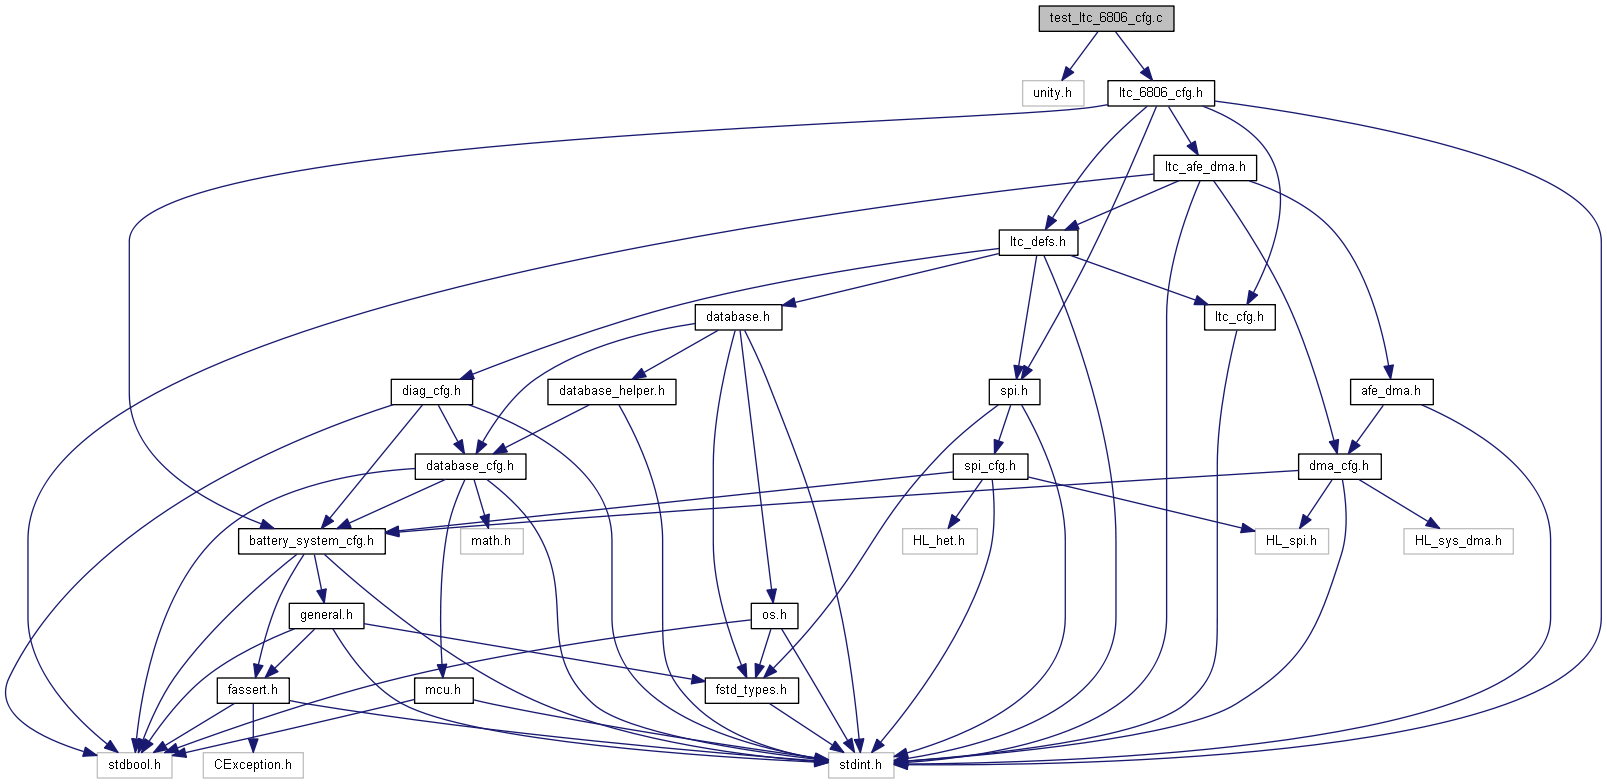 test_ltc_6806_cfg.c
unity.h
ltc_6806_cfg.h
ltc_afe_dma.h
ltc_defs.h
database.h
ltc_cfg.h
diag_cfg.h
database_helper.h
spi.h
afe_dma.h
database_cfg.h
spi_cfg.h
dma_cfg.h
battery_system_cfg.h
math.h
HL_het.h
HL_spi.h
HL_sys_dma.h
general.h
os.h
fassert.h
mcu.h
fstd_types.h
stdbool.h
CException.h
stdint.h